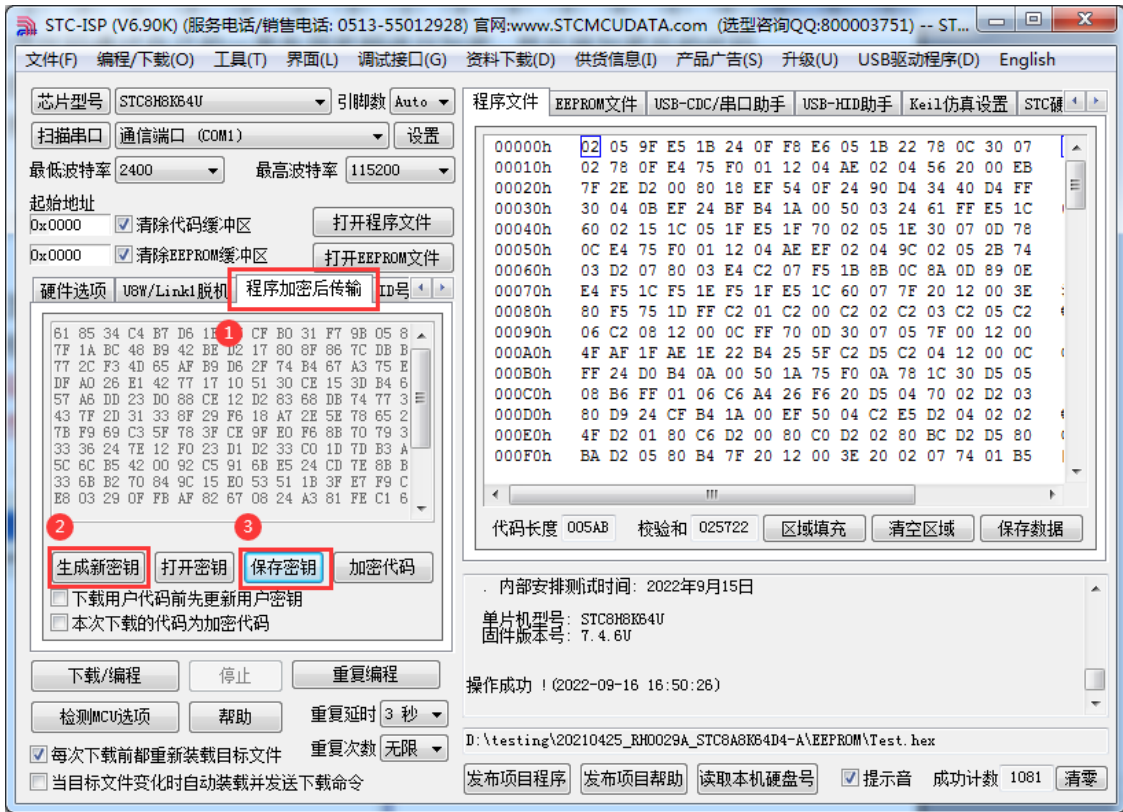 STC-ISP (V6.90K) (服务电话/销售电话: 0513-55012928) 官网:www.STCMCUDATA.com (选型咨询QQ:800003751) -- ST...
文件(F) 编程/下载(O) 工具(T) 界面(L) 调试接口(G) 资料下载(D) 供货信息(I) 产品广告(S) 升级(U) USB驱动程序(D) English
芯片型号 STC8H8K64U 引脚数 Auto
扫描串口 通信端口 (COM1) 设置
最低波特率 2400 最高波特率 115200
起始地址
0x0000 清除代码缓冲区 打开程序文件
0x0000 清除EEPROM缓冲区 打开EEPROM文件
硬件选项 U8W/Link1脱机 程序加密后传输 ID号
1
61 85 34 C4 B7 D6 CF B0 31 F7 9B 05 8
7F 1A BC 48 B9 42 BE D2 17 80 8F 86 7C DB B
77 2C F3 4D 65 AF B9 D6 2F 74 B4 67 A3 75 E
DF A0 26 E1 42 77 17 10 51 30 CE 15 3D B4 6
57 A6 DD 23 D0 88 CE 12 D2 83 68 DB 74 77 3
43 7F 2D 31 33 8F 29 F6 18 A7 2E 5E 78 65 2
7B F9 69 C3 5F 78 3F CE 9F E0 F6 8B 70 79 3
33 36 24 7E 12 F0 23 D1 D2 33 C0 1D 7D B3 A
5C 6C B5 42 00 92 C5 91 6B E5 24 CD 7E 8B B
33 6B B2 70 84 9C 15 E0 53 51 1B 3F E7 F9 C
E8 03 29 0F FB AF 82 67 08 24 A3 81 FE C1 6
2 3
生成新密钥 打开密钥 保存密钥 加密代码
下载用户代码前先更新用户密钥
本次下载的代码为加密代码
下载/编程 停止 重复编程
检测MCU选项 帮助 重复延时 3 秒
每次下载前都重新装载目标文件 重复次数 无限
当目标文件变化时自动装载并发送下载命令
程序文件 EEPROM文件 USB-CDC/串口助手 USB-HID助手 Keil仿真设置 STC硬
00000h 02 05 9F E5 1B 24 0F F8 E6 05 1B 22 78 0C 30 07
00010h 02 78 0F E4 75 F0 01 12 04 AE 02 04 56 20 00 EB
00020h 7F 2E D2 00 80 18 EF 54 0F 24 90 D4 34 40 D4 FF
00030h 30 04 0B EF 24 BF B4 1A 00 50 03 24 61 FF E5 1C
00040h 60 02 15 1C 05 1F E5 1F 70 02 05 1E 30 07 0D 78
00050h 0C E4 75 F0 01 12 04 AE EF 02 04 9C 02 05 2B 74
00060h 03 D2 07 80 03 E4 C2 07 F5 1B 8B 0C 8A 0D 89 0E
00070h E4 F5 1C F5 1E F5 1F E5 1C 60 07 7F 20 12 00 3E
00080h 80 F5 75 1D FF C2 01 C2 00 C2 02 C2 03 C2 05 C2
00090h 06 C2 08 12 00 0C FF 70 0D 30 07 05 7F 00 12 00
000A0h 4F AF 1F AE 1E 22 B4 25 5F C2 D5 C2 04 12 00 0C
000B0h FF 24 D0 B4 0A 00 50 1A 75 F0 0A 78 1C 30 D5 05
000C0h 08 B6 FF 01 06 C6 A4 26 F6 20 D5 04 70 02 D2 03
000D0h 80 D9 24 CF B4 1A 00 EF 50 04 C2 E5 D2 04 02 02
000E0h 4F D2 01 80 C6 D2 00 80 C0 D2 02 80 BC D2 D5 80
000F0h BA D2 05 80 B4 7F 20 12 00 3E 20 02 07 74 01 B5
代码长度 005AB 校验和 025722 区域填充 清空区域 保存数据
. 内部安排测试时间: 2022年9月15日
单片机型号: STC8H8K64U
固件版本号: 7.4.6U
操作成功 !(2022-09-16 16:50:26)
D:\testing\20210425_RH0029A_STC8A8K64D4-A\EEPROM\Test.hex
发布项目程序 发布项目帮助 读取本机硬盘号 提示音 成功计数 1081 清零